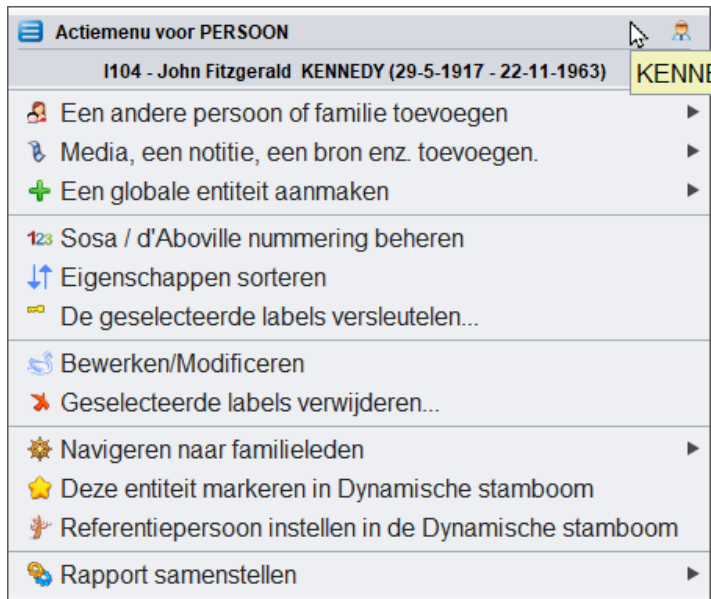 Actiemenu voor PERSOON
I104 - John Fitzgerald KENNEDY (29-5-1917 - 22-11-1963)
KENNE
Een andere persoon of familie toevoegen
Media, een notitie, een bron enz. toevoegen.
Een globale entiteit aanmaken
123 Sosa / d'Aboville nummering beheren
Eigenschappen sorteren
De geselecteerde labels versleutelen...
Bewerken/Modificeren
Geselecteerde labels verwijderen...
Navigeren naar familieleden
Deze entiteit markeren in Dynamische stamboom
Referentiepersoon instellen in de Dynamische stamboom
Rapport samenstellen